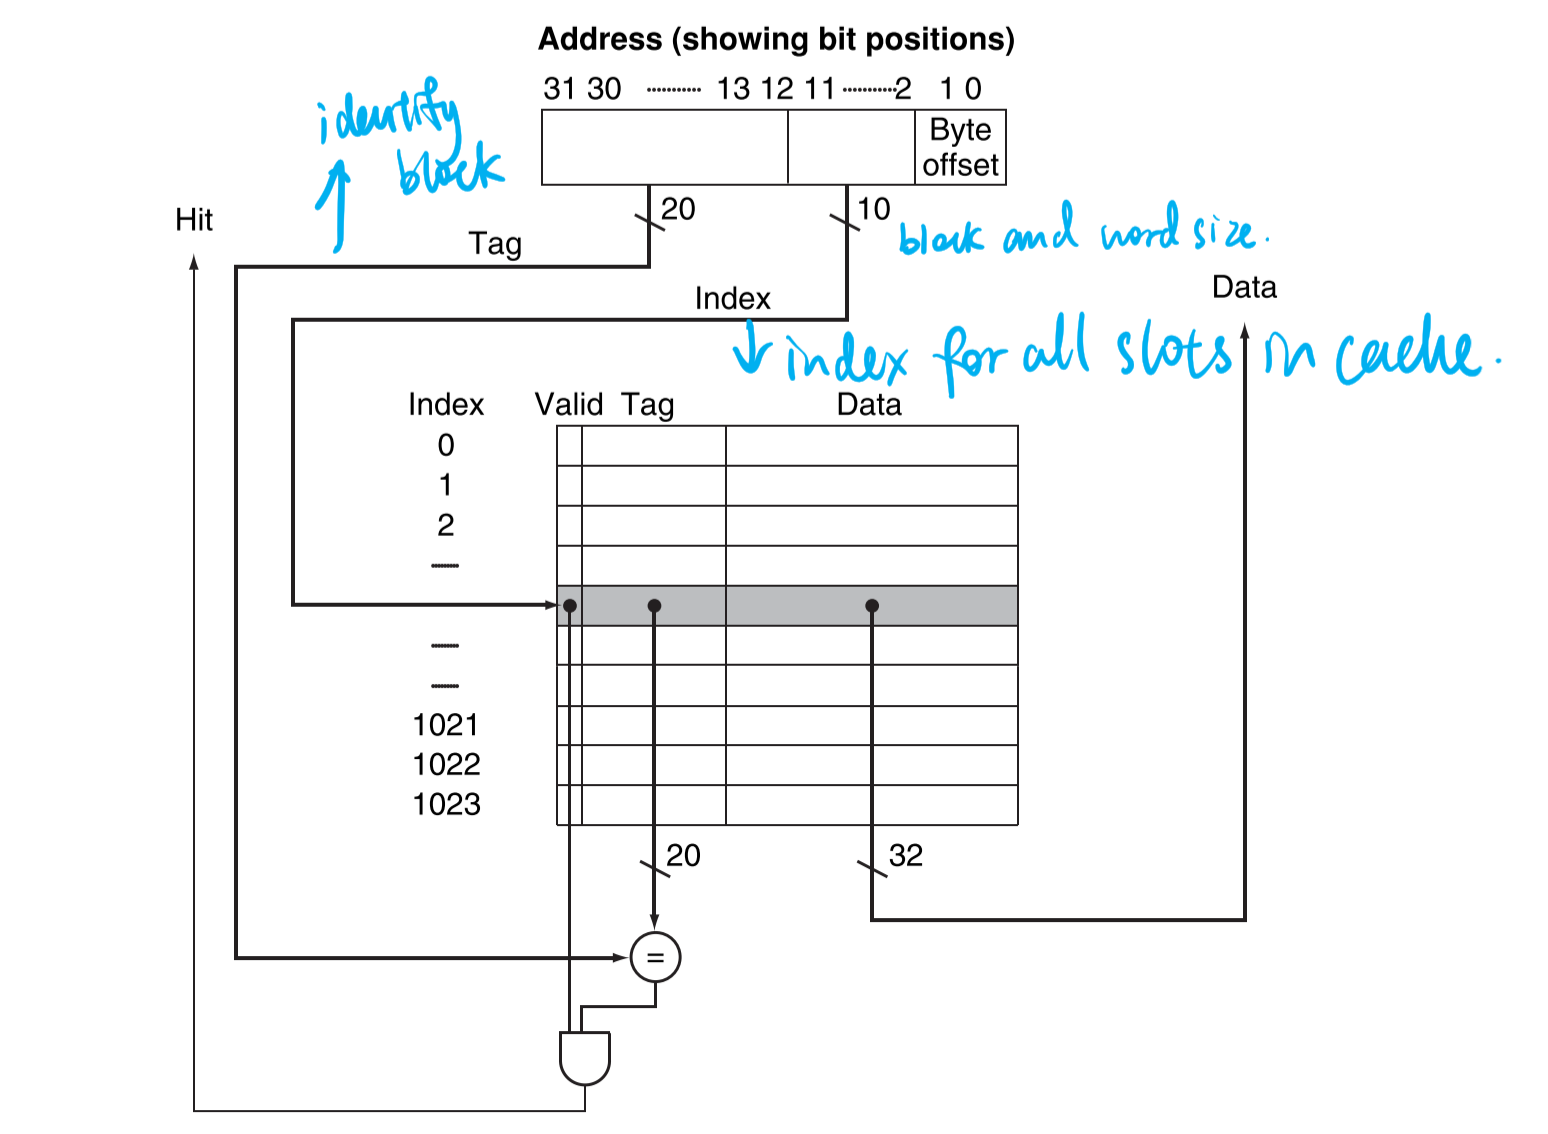 Address (showing bit positions)
31 30 ........... 13 12 11 ...........2 1 0
identify
block
Byte
offset
20
10
Hit
Tag
block and word size.
Index
Data
index for all slots in cache.
Index Valid Tag Data
0
1
2
1021
1022
1023
20
32
=